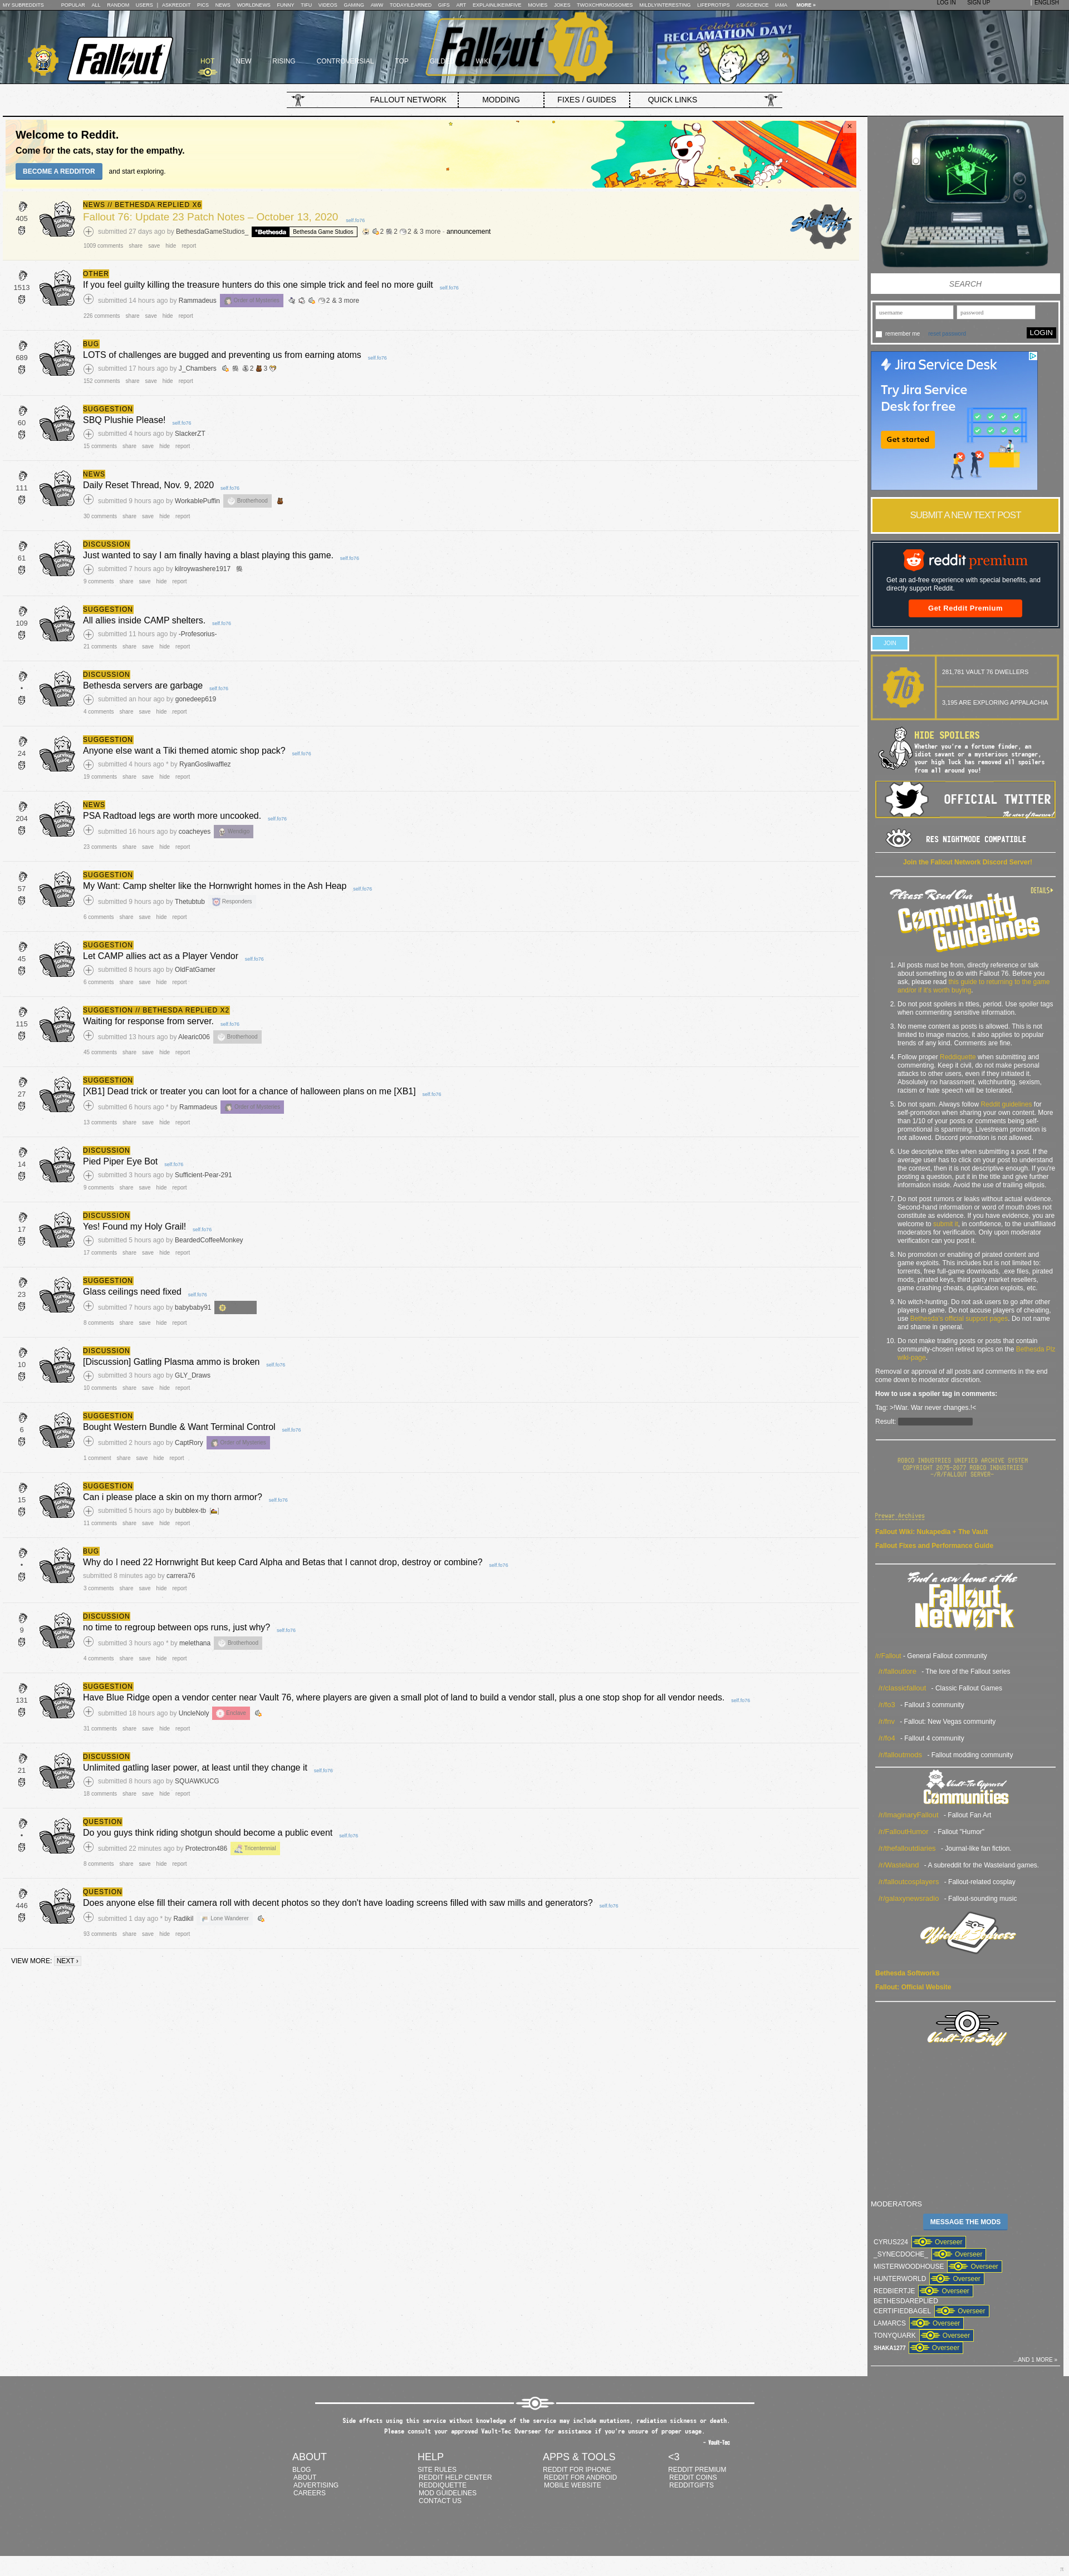 MY SUBREDDITS POPULAR ALL RANDOM USERS | ASKREDDIT PICS NEWS WORLDNEWS FUNNY TIFU VIDEOS GAMING AWW TODAYILEARNED GIFS ART EXPLAINLIKEIMFIVE MOVIES JOKES TWOXCHROMOSOMES MILDLYINTERESTING LIFEPROTIPS ASKSCIENCE IAMA MORE »
LOG IN SIGN UP | ENGLISH
Fallout
HOT NEW RISING CONTROVERSIAL TOP GILDED WIKI
Fallout 76
Celebrate
RECLAMATION DAY!
FALLOUT NETWORK MODDING FIXES / GUIDES QUICK LINKS
Welcome to Reddit.
Come for the cats, stay for the empathy.
BECOME A REDDITOR and start exploring.
405
NEWS // BETHESDA REPLIED X6
Fallout 76: Update 23 Patch Notes – October 13, 2020 self.fo76
submitted 27 days ago by BethesdaGameStudios_ Bethesda Bethesda Game Studios 2 2 2 & 3 more - announcement
1009 comments share save hide report
Stickied
1513
OTHER
If you feel guilty killing the treasure hunters do this one simple trick and feel no more guilt self.fo76
submitted 14 hours ago by Rammadeus Order of Mysteries 2 & 3 more
226 comments share save hide report
689
BUG
LOTS of challenges are bugged and preventing us from earning atoms self.fo76
submitted 17 hours ago by J_Chambers 2 3
152 comments share save hide report
60
SUGGESTION
SBQ Plushie Please! self.fo76
submitted 4 hours ago by SlackerZT
15 comments share save hide report
111
NEWS
Daily Reset Thread, Nov. 9, 2020 self.fo76
submitted 9 hours ago by WorkablePuffin Brotherhood
30 comments share save hide report
61
DISCUSSION
Just wanted to say I am finally having a blast playing this game. self.fo76
submitted 7 hours ago by kilroywashere1917
9 comments share save hide report
109
SUGGESTION
All allies inside CAMP shelters. self.fo76
submitted 11 hours ago by -Profesorius-
21 comments share save hide report
•
DISCUSSION
Bethesda servers are garbage self.fo76
submitted an hour ago by gonedeep619
4 comments share save hide report
24
SUGGESTION
Anyone else want a Tiki themed atomic shop pack? self.fo76
submitted 4 hours ago * by RyanGosliwafflez
19 comments share save hide report
204
NEWS
PSA Radtoad legs are worth more uncooked. self.fo76
submitted 16 hours ago by coacheyes Wendigo
23 comments share save hide report
57
SUGGESTION
My Want: Camp shelter like the Hornwright homes in the Ash Heap self.fo76
submitted 9 hours ago by Thetubtub Responders
6 comments share save hide report
45
SUGGESTION
Let CAMP allies act as a Player Vendor self.fo76
submitted 8 hours ago by OldFatGamer
6 comments share save hide report
115
SUGGESTION // BETHESDA REPLIED X2
Waiting for response from server. self.fo76
submitted 13 hours ago by Alearic006 Brotherhood
45 comments share save hide report
27
SUGGESTION
[XB1] Dead trick or treater you can loot for a chance of halloween plans on me [XB1] self.fo76
submitted 6 hours ago * by Rammadeus Order of Mysteries
13 comments share save hide report
14
DISCUSSION
Pied Piper Eye Bot self.fo76
submitted 3 hours ago by Sufficient-Pear-291
9 comments share save hide report
17
DISCUSSION
Yes! Found my Holy Grail! self.fo76
submitted 5 hours ago by BeardedCoffeeMonkey
17 comments share save hide report
23
SUGGESTION
Glass ceilings need fixed self.fo76
submitted 7 hours ago by babybaby91
8 comments share save hide report
10
DISCUSSION
[Discussion] Gatling Plasma ammo is broken self.fo76
submitted 3 hours ago by GLY_Draws
10 comments share save hide report
6
SUGGESTION
Bought Western Bundle & Want Terminal Control self.fo76
submitted 2 hours ago by CaptRory Order of Mysteries
1 comment share save hide report
15
SUGGESTION
Can i please place a skin on my thorn armor? self.fo76
submitted 5 hours ago by bubblex-tb
11 comments share save hide report
•
BUG
Why do I need 22 Hornwright But keep Card Alpha and Betas that I cannot drop, destroy or combine? self.fo76
submitted 8 minutes ago by carrera76
3 comments share save hide report
9
DISCUSSION
no time to regroup between ops runs, just why? self.fo76
submitted 3 hours ago * by melethana Brotherhood
4 comments share save hide report
131
SUGGESTION
Have Blue Ridge open a vendor center near Vault 76, where players are given a small plot of land to build a vendor stall, plus a one stop shop for all vendor needs. self.fo76
submitted 18 hours ago by UncleNoly Enclave
31 comments share save hide report
21
DISCUSSION
Unlimited gatling laser power, at least until they change it self.fo76
submitted 8 hours ago by SQUAWKUCG
18 comments share save hide report
•
QUESTION
Do you guys think riding shotgun should become a public event self.fo76
submitted 22 minutes ago by Protectron486 Tricentennial
8 comments share save hide report
446
QUESTION
Does anyone else fill their camera roll with decent photos so they don't have loading screens filled with saw mills and generators? self.fo76
submitted 1 day ago * by Radikil Lone Wanderer
93 comments share save hide report
VIEW MORE: NEXT ›
You are Invited!
SEARCH
username password
remember me reset password LOGIN
Jira Service Desk
Try Jira Service
Desk for free
Get started
SUBMIT A NEW TEXT POST
reddit premium
Get an ad-free experience with special benefits, and
directly support Reddit.
Get Reddit Premium
JOIN
76
281,781 VAULT 76 DWELLERS
3,195 ARE EXPLORING APPALACHIA
HIDE SPOILERS
Whether you're a fortune finder, an
idiot savant or a mysterious stranger,
your high luck has removed all spoilers
from all around you!
OFFICIAL TWITTER
The news of tomorrow!
RES NIGHTMODE COMPATIBLE
Join the Fallout Network Discord Server!
DETAILS
Please Read Our
Community
Guidelines
1. All posts must be from, directly reference or talk
about something to do with Fallout 76. Before you
ask, please read this guide to returning to the game
and/or if it's worth buying.
2. Do not post spoilers in titles, period. Use spoiler tags
when commenting sensitive information.
3. No meme content as posts is allowed. This is not
limited to image macros, it also applies to popular
trends of any kind. Comments are fine.
4. Follow proper Reddiquette when submitting and
commenting. Keep it civil, do not make personal
attacks to other users, even if they initiated it.
Absolutely no harassment, witchhunting, sexism,
racism or hate speech will be tolerated.
5. Do not spam. Always follow Reddit guidelines for
self-promotion when sharing your own content. More
than 1/10 of your posts or comments being self-
promotional is spamming. Livestream promotion is
not allowed. Discord promotion is not allowed.
6. Use descriptive titles when submitting a post. If the
average user has to click on your post to understand
the context, then it is not descriptive enough. If you're
posting a question, put it in the title and give further
information inside. Avoid the use of trailing ellipsis.
7. Do not post rumors or leaks without actual evidence.
Second-hand information or word of mouth does not
constitute as evidence. If you have evidence, you are
welcome to submit it, in confidence, to the unaffiliated
moderators for verification. Only upon moderator
verification can you post it.
8. No promotion or enabling of pirated content and
game exploits. This includes but is not limited to:
torrents, free full-game downloads, .exe files, pirated
mods, pirated keys, third party market resellers,
game crashing cheats, duplication exploits, etc.
9. No witch-hunting. Do not ask users to go after other
players in game. Do not accuse players of cheating,
use Bethesda's official support pages. Do not name
and shame in general.
10. Do not make trading posts or posts that contain
community-chosen retired topics on the Bethesda Plz
wiki page.
Removal or approval of all posts and comments in the end
come down to moderator discretion.
How to use a spoiler tag in comments:
Tag: >!War. War never changes.!<
Result:
ROBCO INDUSTRIES UNIFIED ARCHIVE SYSTEM
COPYRIGHT 2075-2077 ROBCO INDUSTRIES
-/R/FALLOUT SERVER-
Prewar Archives
Fallout Wiki: Nukapedia + The Vault
Fallout Fixes and Performance Guide
Find a new home at the
Fallout
Network
/r/Fallout - General Fallout community
/r/falloutlore - The lore of the Fallout series
/r/classicfallout - Classic Fallout Games
/r/fo3 - Fallout 3 community
/r/fnv - Fallout: New Vegas community
/r/fo4 - Fallout 4 community
/r/falloutmods - Fallout modding community
Vault-Tec Approved
Communities
/r/ImaginaryFallout - Fallout Fan Art
/r/FalloutHumor - Fallout "Humor"
/r/thefalloutdiaries - Journal-like fan fiction.
/r/Wasteland - A subreddit for the Wasteland games.
/r/falloutcosplayers - Fallout-related cosplay
/r/galaxynewsradio - Fallout-sounding music
Bethesda Softworks
Fallout: Official Website
Vault-Tec Staff
MODERATORS
MESSAGE THE MODS
CYRUS224 Overseer
_SYNECDOCHE_ Overseer
MISTERWOODHOUSE Overseer
HUNTERWORLD Overseer
REDBIERTJE Overseer
BETHESDAREPLIED
CERTIFIEDBAGEL Overseer
LAMARCS Overseer
TONYQUARK Overseer
SHAKA1277 Overseer
...AND 1 MORE »
Side effects using this service without knowledge of the service may include mutations, radiation sickness or death.
Please consult your approved Vault-Tec Overseer for assistance if you're unsure of proper usage.
- Vault-Tec
ABOUT
BLOG
ABOUT
ADVERTISING
CAREERS
HELP
SITE RULES
REDDIT HELP CENTER
REDDIQUETTE
MOD GUIDELINES
CONTACT US
APPS & TOOLS
REDDIT FOR IPHONE
REDDIT FOR ANDROID
MOBILE WEBSITE
<3
REDDIT PREMIUM
REDDIT COINS
REDDITGIFTS